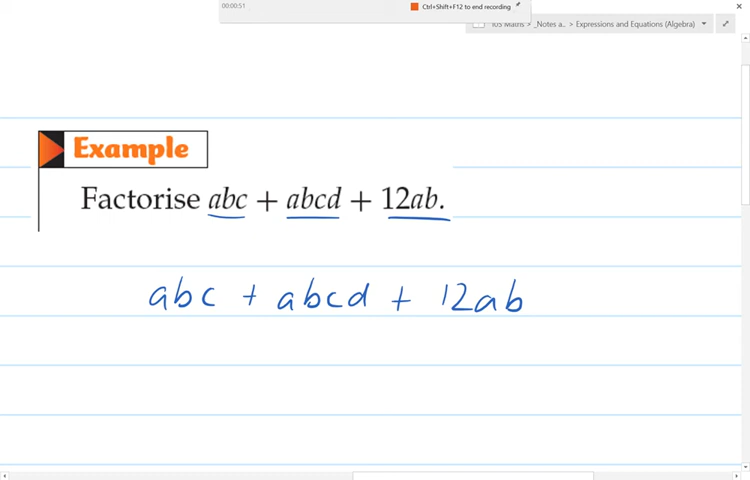 00:00:51
Ctrl+Shift+F12 to end recording
> _Notes a.. > Expressions and Equations (Algebra)
Example
Factorise abc + abcd + 12ab.
abc + abcd + 12ab